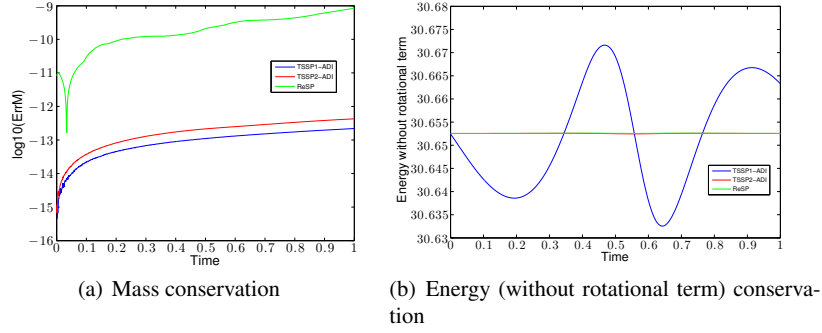 −9
−10
−11
−12
−13
−14
−15
−16
log10(ErrM)
TSSP1−ADI
TSSP2−ADI
ReSP
0 0.1 0.2 0.3 0.4 0.5 0.6 0.7 0.8 0.9 1
Time
(a) Mass conservation
30.675
30.67
30.665
30.66
30.655
30.65
30.645
30.64
30.635
30.63
Energy without rotational term
TSSP1−ADI
TSSP2−ADI
ReSP
0 0.1 0.2 0.3 0.4 0.5 0.6 0.7 0.8 0.9 1
Time
(b) Energy (without rotational term) conserva-
tion